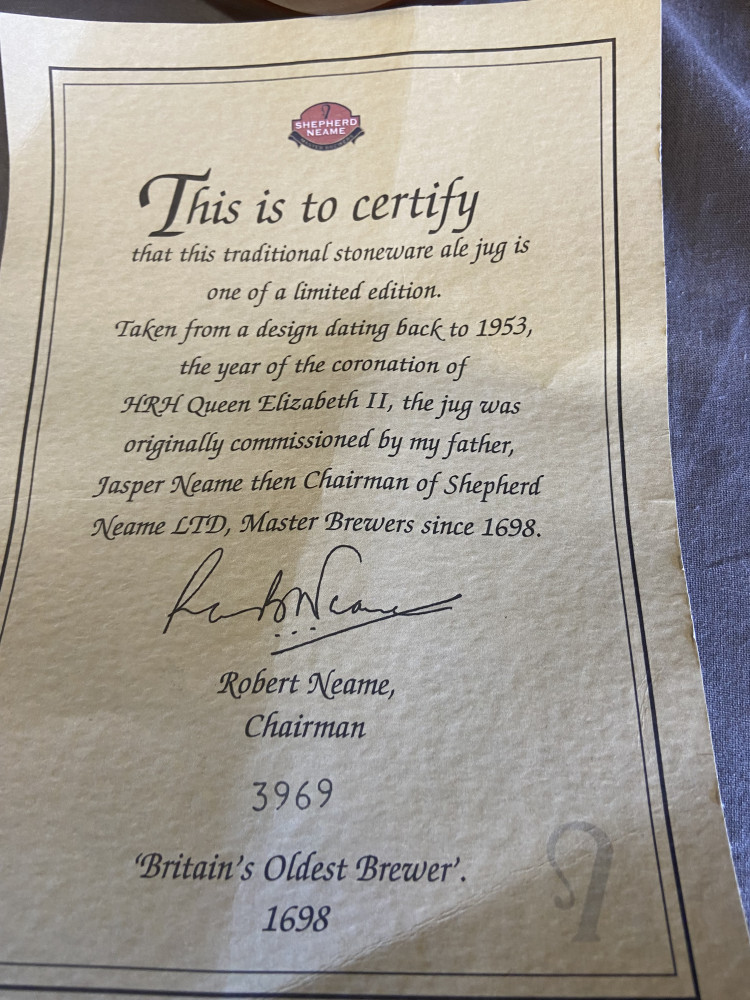 SHEPHERD
NEAME
This is to certify
that this traditional stoneware ale jug is
one of a limited edition.
Taken from a design dating back to 1953,
the year of the coronation of
HRH Queen Elizabeth II, the jug was
originally commissioned by my father,
Jasper Neame then Chairman of Shepherd
Neame LTD, Master Brewers since 1698.
Robert Neame,
Chairman
3969
'Britain's Oldest Brewer'.
1698